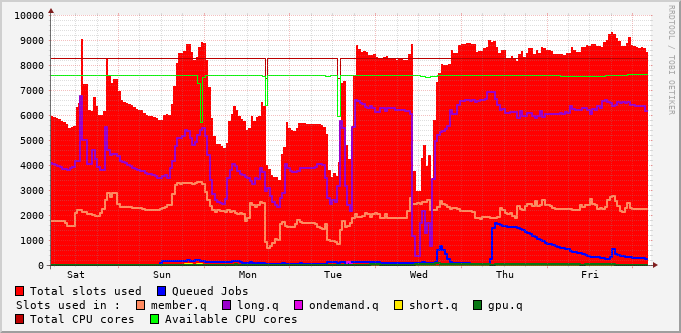 10000
9000
8000
7000
6000
5000
4000
3000
2000
1000
0
Sat Sun Mon Tue Wed Thu Fri
Total slots used Queued Jobs
Slots used in : member.q long.q ondemand.q short.q gpu.q
Total CPU cores Available CPU cores
RRDTOOL / TOBI OETIKER